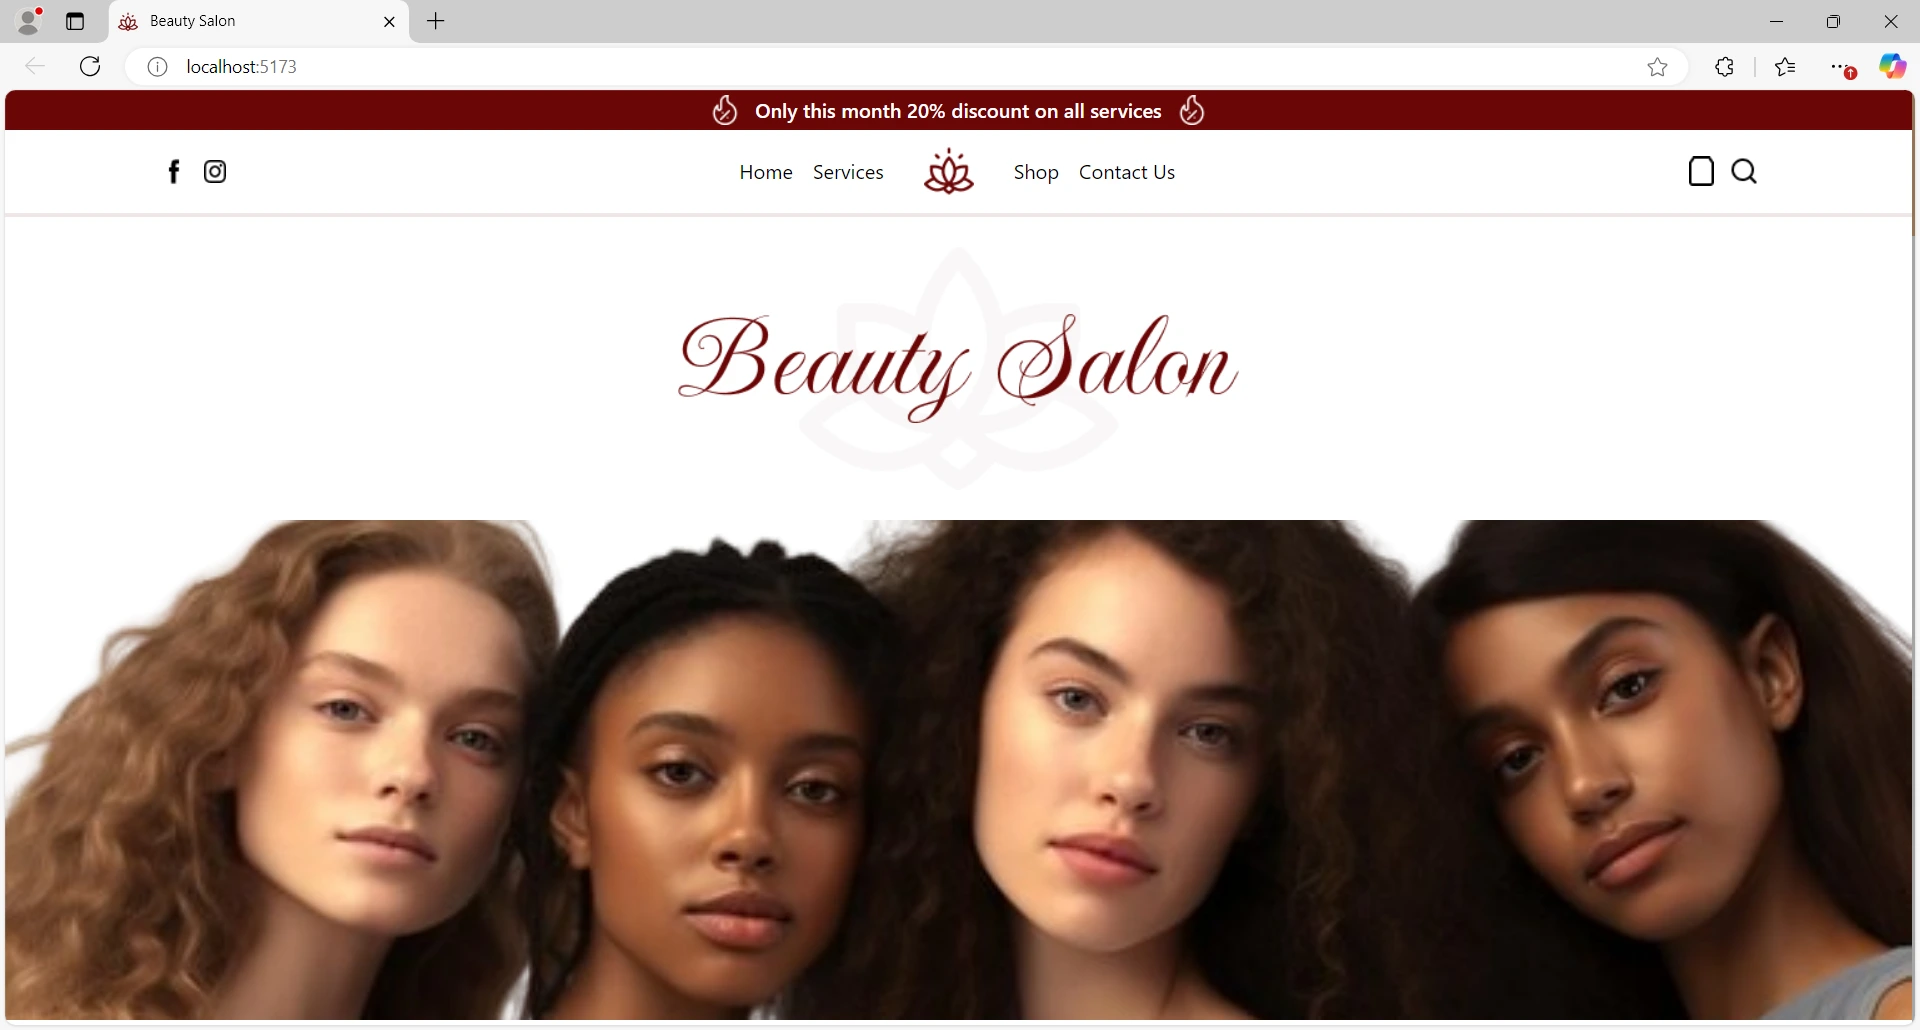 Beauty Salon
localhost:5173
Only this month 20% discount on all services
Home Services Shop Contact Us
Beauty Salon